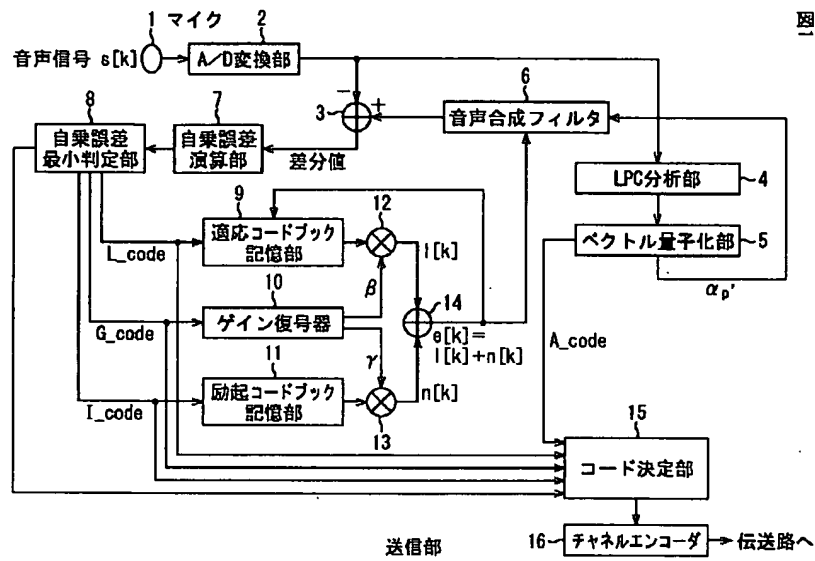 図一
1 マイク
2
音声信号 s[k]
A/D変換部
6
音声合成フィルタ
− 3 +
8
自乗誤差
最小判定部
7
自乗誤差
演算部
差分値
LPC分析部 4
ベクトル量子化部 5
αp'
9
適応コードブック
記憶部
12
L_code
l[k]
β
10
ゲイン復号器
14
G_code
e[k]=
l[k]+n[k]
A_code
11
γ
励起コードブック
記憶部
n[k]
I_code
13
15
コード決定部
16 チャネルエンコーダ 伝送路へ
送信部